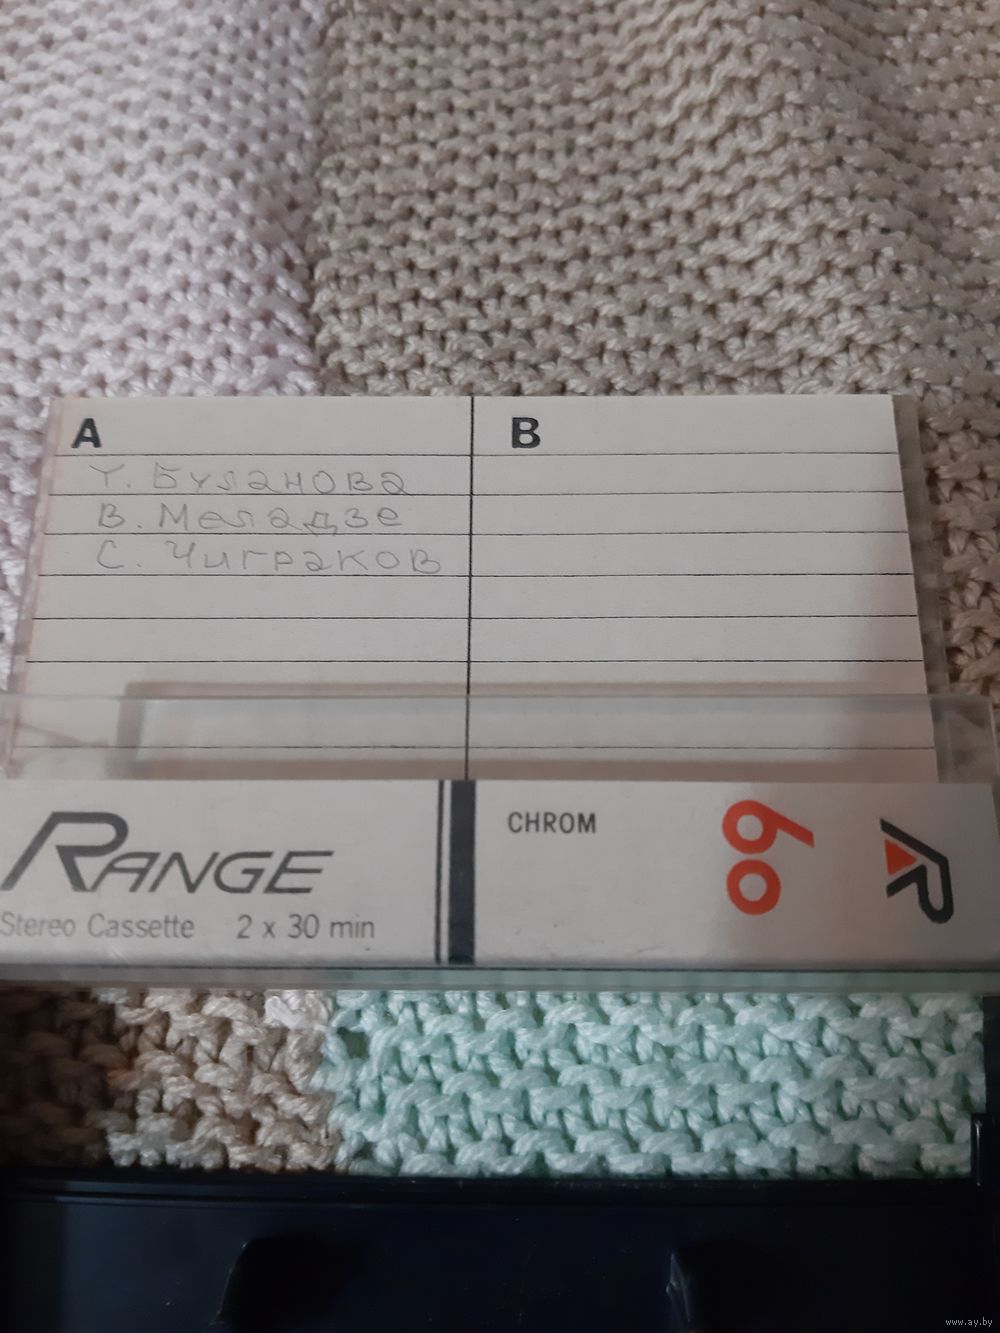 A
Т. Буланова
В. Меладзе
С. Чиграков
B
RANGE
Stereo Cassette 2 x 30 min
CHROM
60
R
www.ay.by